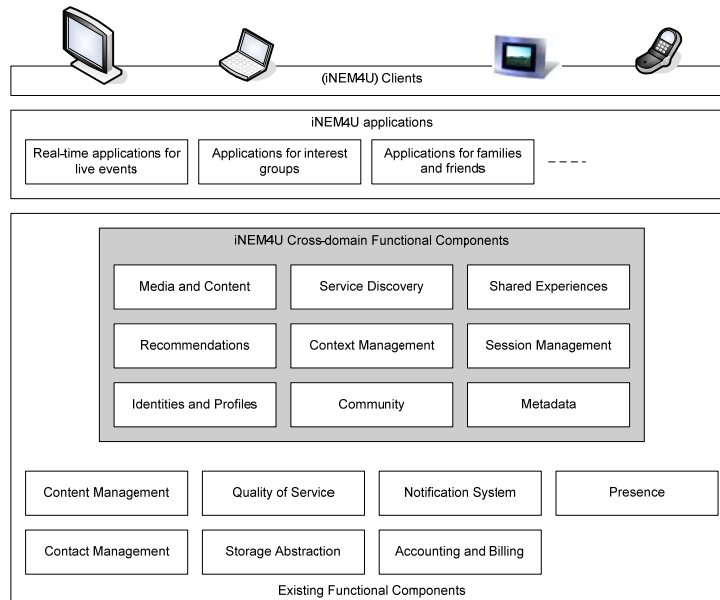 (iNEM4U) Clients
iNEM4U applications
Real-time applications for
live events
Applications for interest
groups
Applications for families
and friends
iNEM4U Cross-domain Functional Components
Media and Content
Service Discovery
Shared Experiences
Recommendations
Context Management
Session Management
Identities and Profiles
Community
Metadata
Content Management
Quality of Service
Notification System
Presence
Contact Management
Storage Abstraction
Accounting and Billing
Existing Functional Components